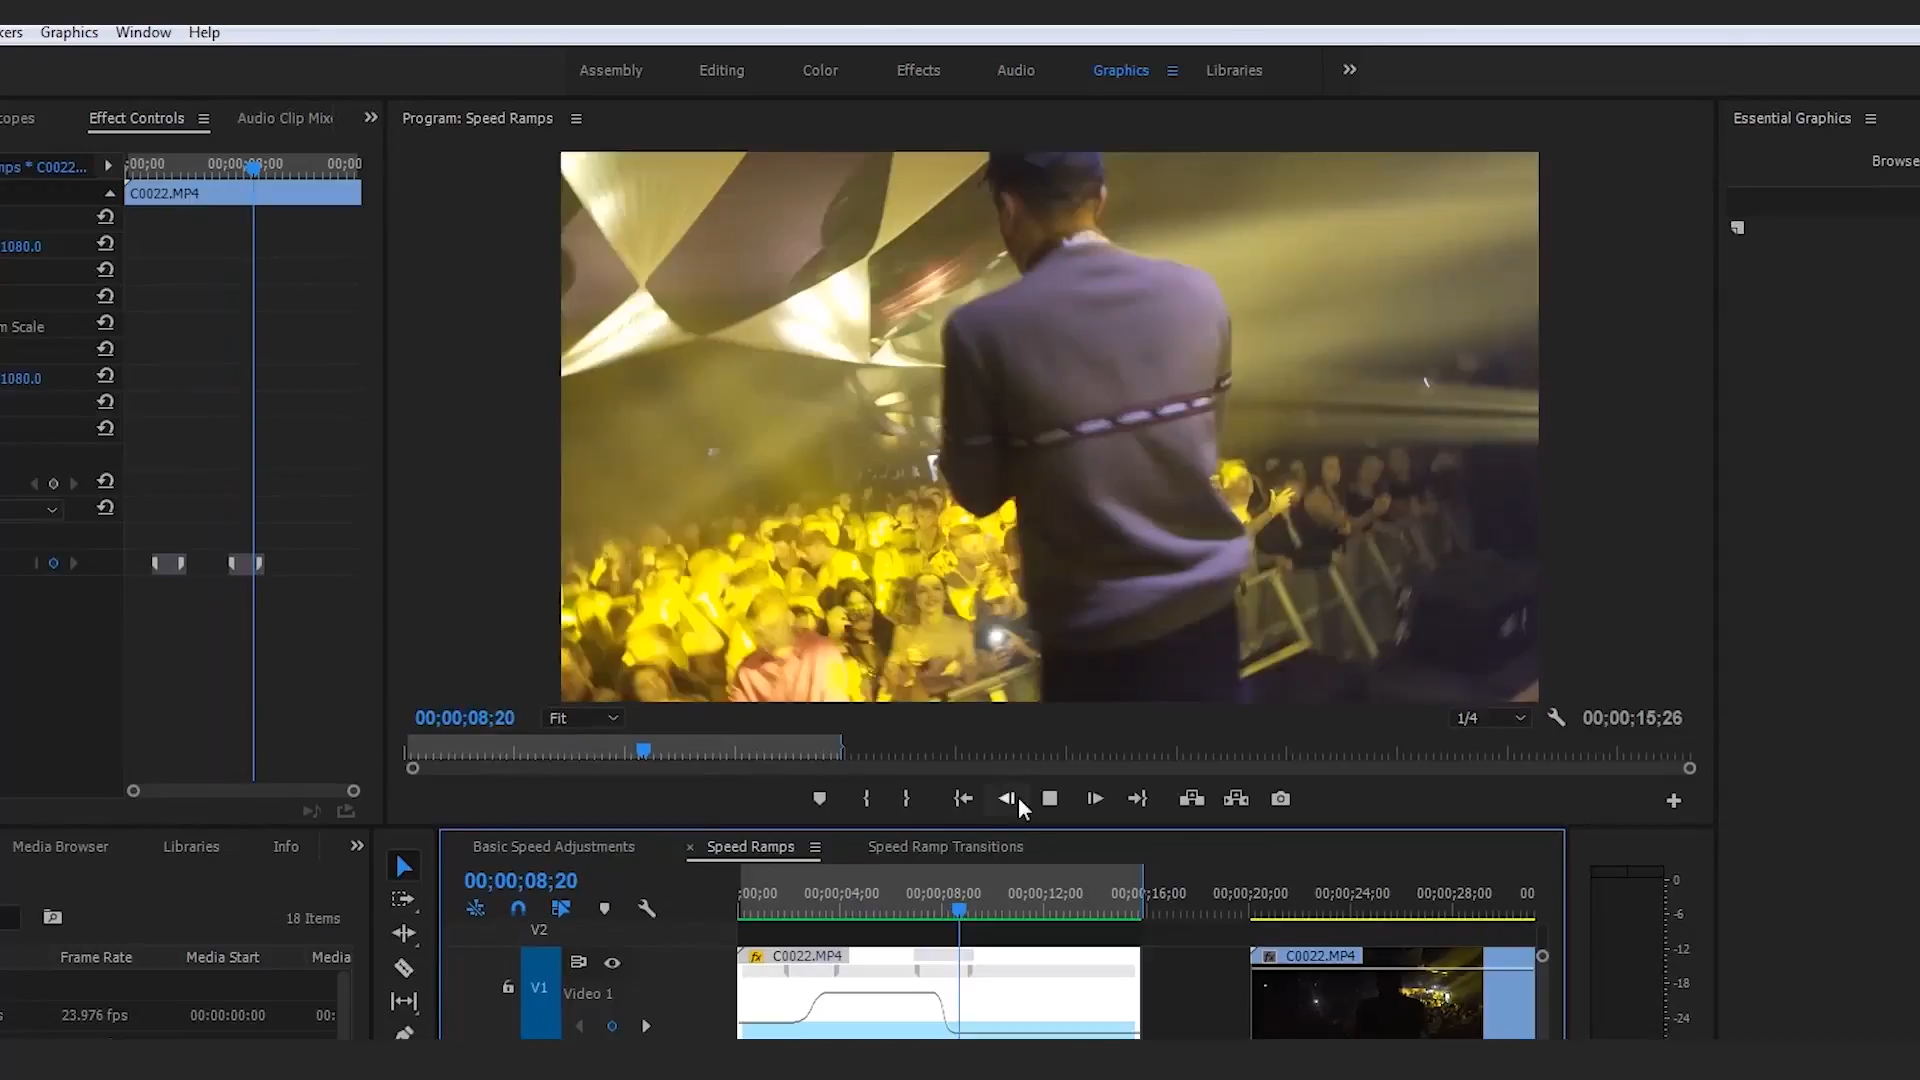 kers Graphics Window Help
Assembly Editing Color Effects Audio Graphics Libraries
copes Effect Controls Audio Clip Mix Program: Speed Ramps Essential Graphics
mps * C0022... ;00;00 00;00;08;00 00;00 Browse
C0022.MP4
1080.0
m Scale
1080.0
00;00;08;20 Fit 1/4 00;00;15;26
Media Browser Libraries Info Basic Speed Adjustments × Speed Ramps Speed Ramp Transitions
00;00;08;20
;00;00 00;00;04;00 00;00;08;00 00;00;12;00 00;00;16;00 00;00;20;00 00;00;24;00 00;00;28;00 00
18 Items
V2
Frame Rate Media Start Media
fx C0022.MP4 fx C0022.MP4
V1 Video 1
s 23.976 fps 00:00:00:00 00:
0
-6
-12
-18
-24